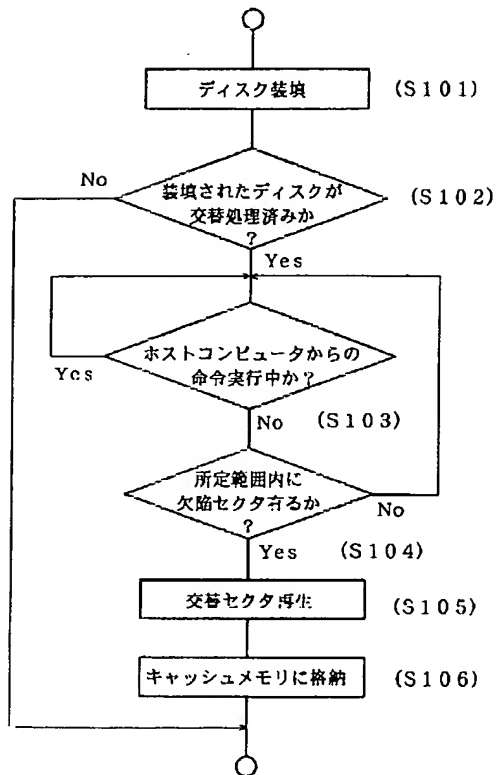 ディスク装填
(S101)
No
装填されたディスクが
交替処理済みか
?
(S102)
Yes
ホストコンピュータからの
命令実行中か?
Yes
No
(S103)
所定範囲内に
欠陥セクタ有るか
?
No
Yes
(S104)
交替セクタ再生
(S105)
キャッシュメモリに格納
(S106)